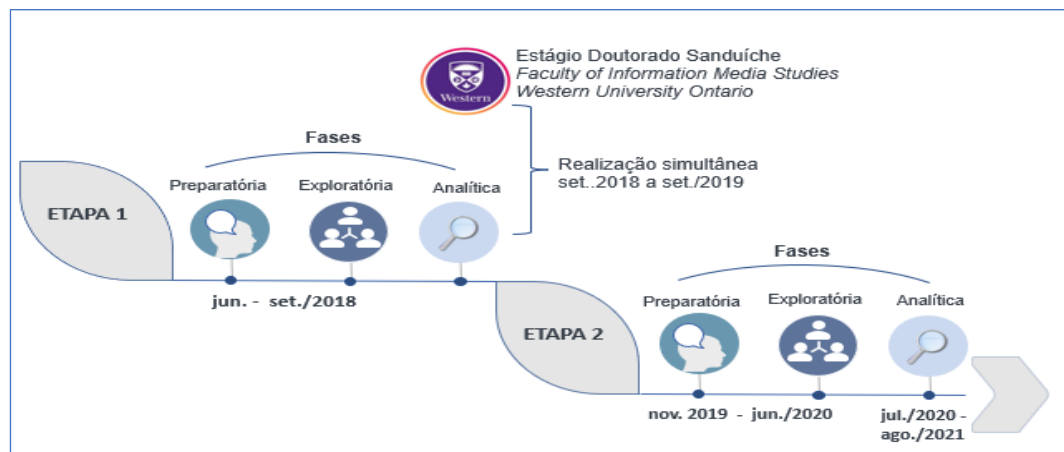 Estágio Doutorado Sanduíche
Faculty of Information Media Studies
Western University Ontario
Western
Fases
Realização simultânea
set..2018 a set./2019
Preparatória
Exploratória
Analítica
ETAPA 1
jun. - set./2018
Fases
Preparatória
Exploratória
Analítica
ETAPA 2
nov. 2019 - jun./2020
jul./2020 -
ago./2021